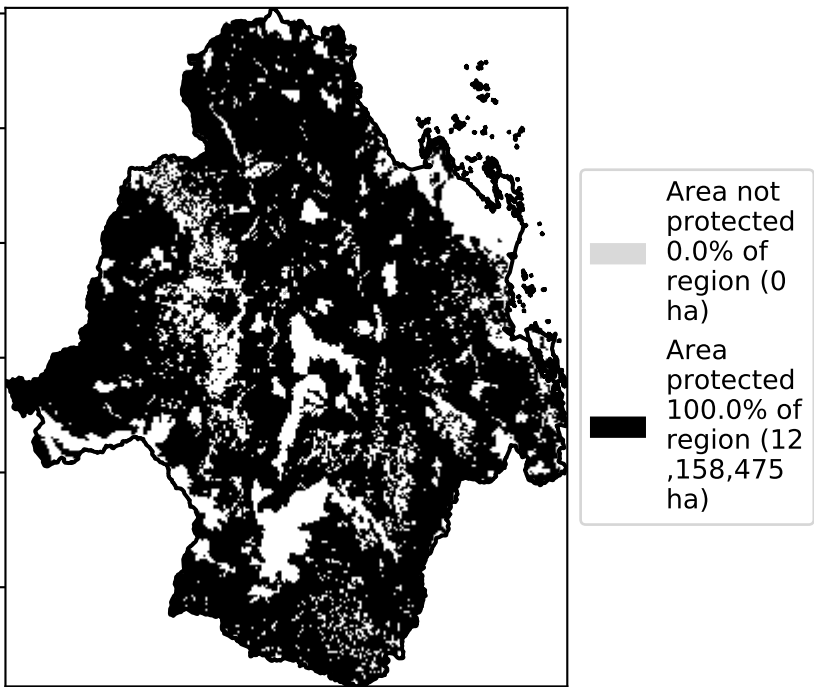 Area not
protected
0.0% of
region (0
ha)
Area
protected
100.0% of
region (12
,158,475
ha)